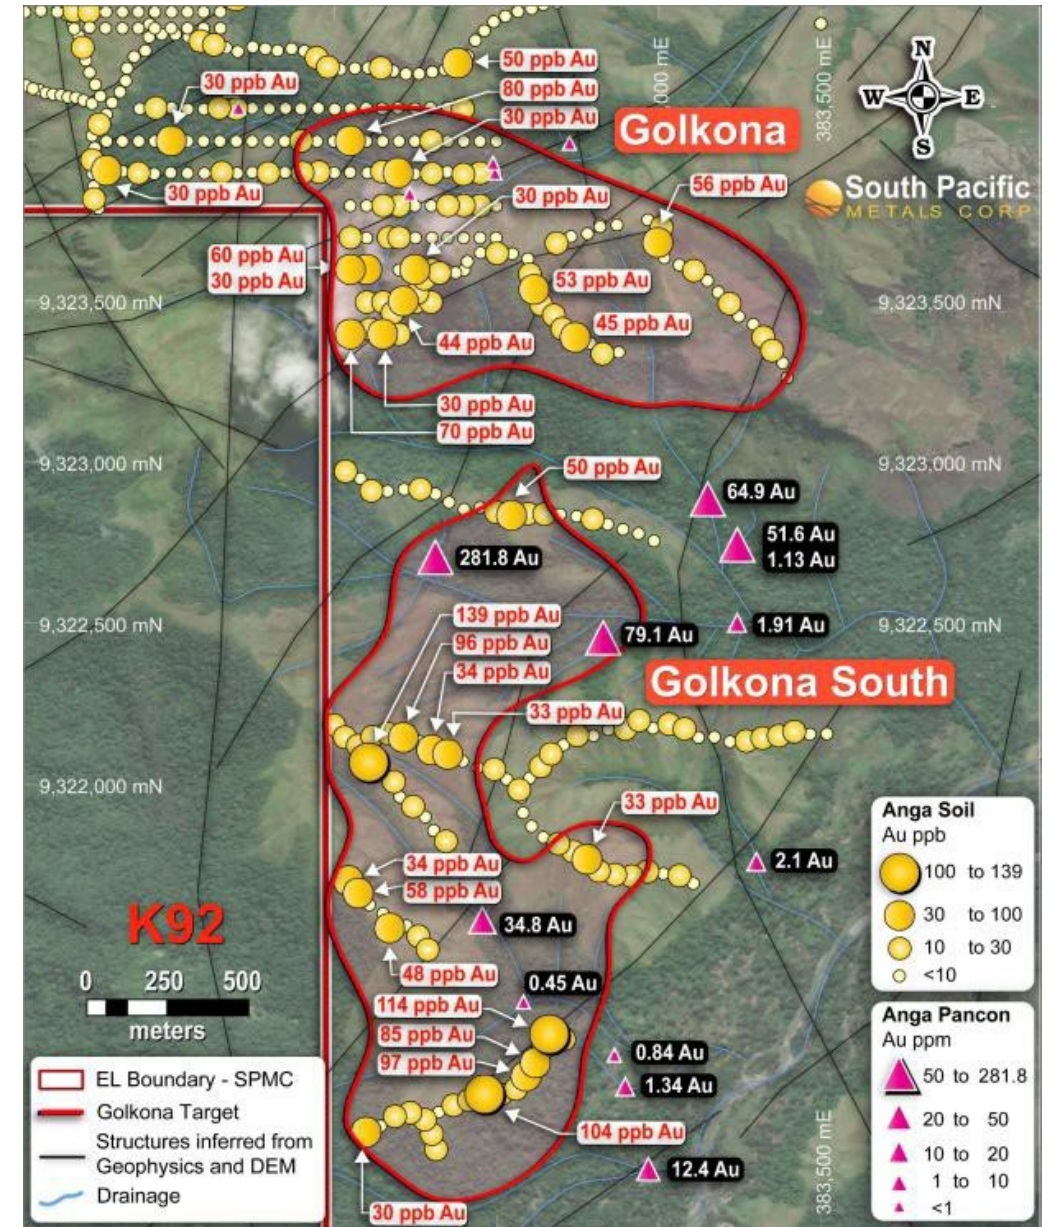 50 ppb Au
30 ppb Au
80 ppb Au
30 ppb Au
Golkona
000 mE
383,500 mE
N
W
E
S
South Pacific
METALS CORP
30 ppb Au
30 ppb Au
56 ppb Au
60 ppb Au
30 ppb Au
53 ppb Au
9,323,500 mN
9,323,500 mN
45 ppb Au
44 ppb Au
30 ppb Au
70 ppb Au
9,323,000 mN
9,323,000 mN
50 ppb Au
64.9 Au
51.6 Au
1.13 Au
281.8 Au
139 ppb Au
96 ppb Au
34 ppb Au
9,322,500 mN
9,322,500 mN
79.1 Au
1.91 Au
Golkona South
33 ppb Au
9,322,000 mN
33 ppb Au
2.1 Au
34 ppb Au
58 ppb Au
34.8 Au
48 ppb Au
0.45 Au
114 ppb Au
85 ppb Au
97 ppb Au
0.84 Au
1.34 Au
104 ppb Au
12.4 Au
30 ppb Au
383,500 mE
K92
0 250 500
meters
EL Boundary - SPMC
Golkona Target
Structures inferred from
Geophysics and DEM
Drainage
Anga Soil
Au ppb
100 to 139
30 to 100
10 to 30
<10
Anga Pancon
Au ppm
50 to 281.8
20 to 50
10 to 20
1 to 10
<1